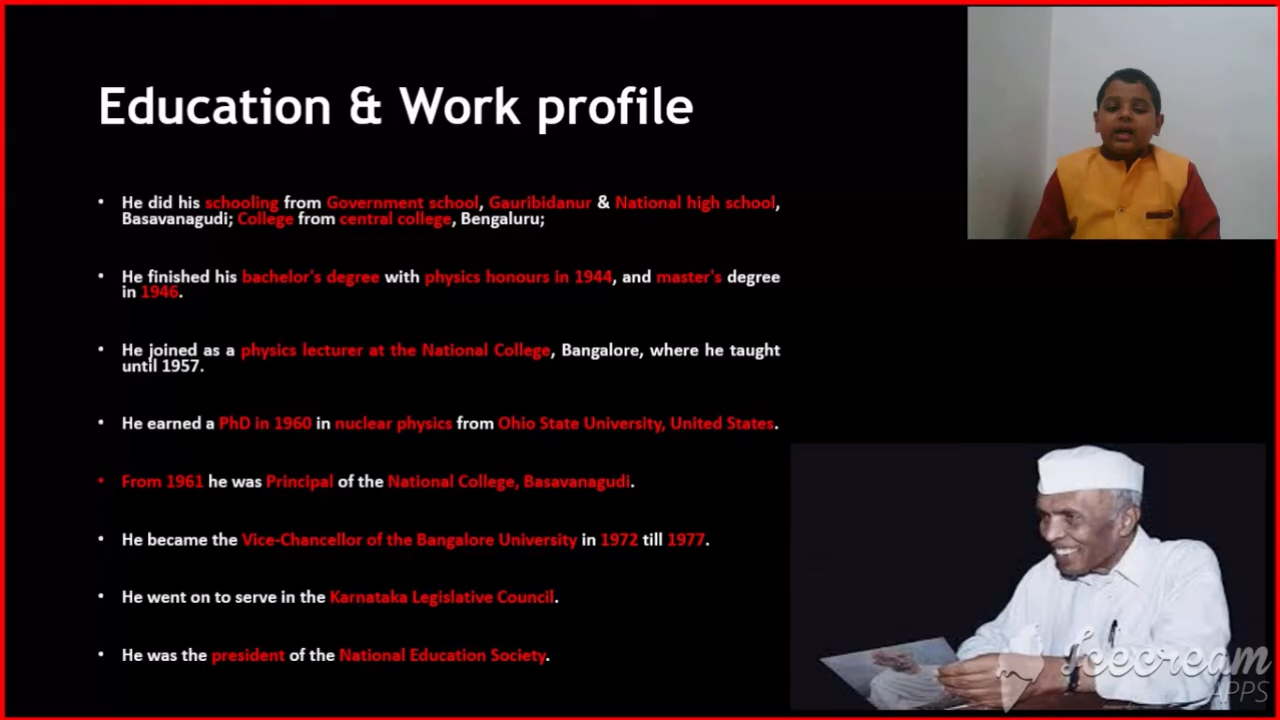 Education & Work profile
• He did his schooling from Government school, Gauribidanur & National high school,
Basavanagudi; College from central college, Bengaluru;
• He finished his bachelor's degree with physics honours in 1944, and master's degree
in 1946.
• He joined as a physics lecturer at the National College, Bangalore, where he taught
until 1957.
• He earned a PhD in 1960 in nuclear physics from Ohio State University, United States.
• From 1961 he was Principal of the National College, Basavanagudi.
• He became the Vice-Chancellor of the Bangalore University in 1972 till 1977.
• He went on to serve in the Karnataka Legislative Council.
• He was the president of the National Education Society.
Icecream
APPS